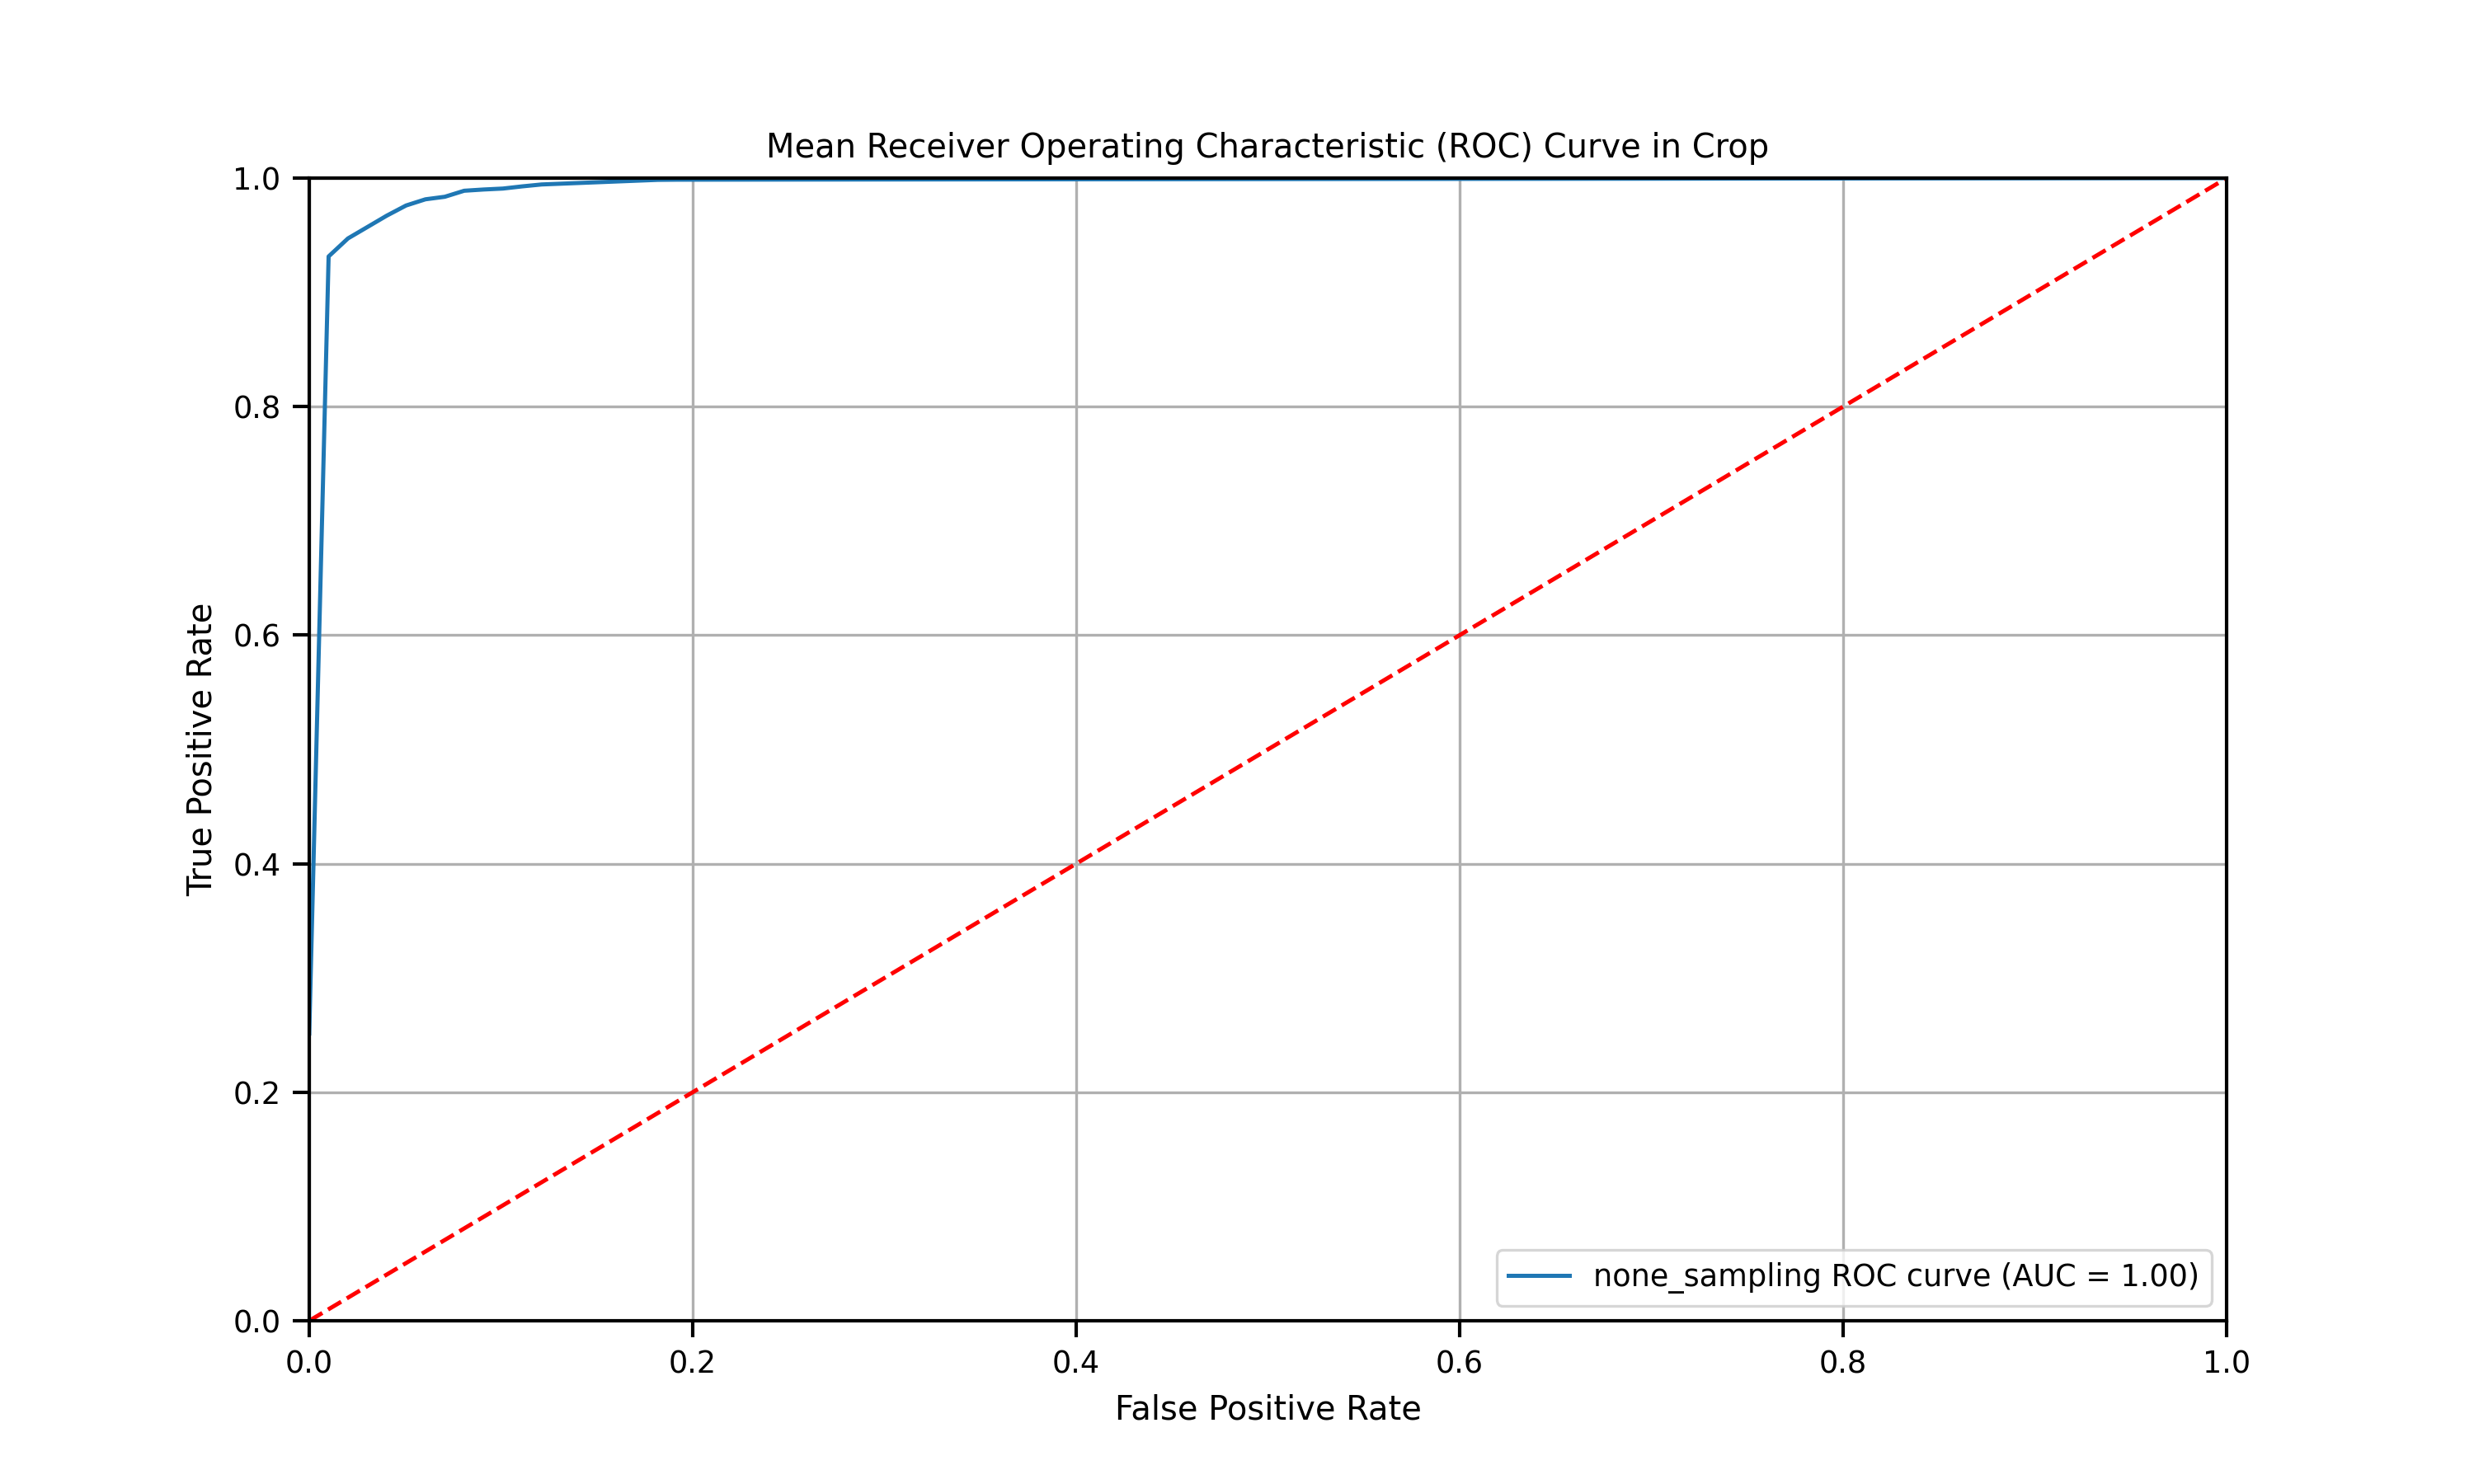 Mean Receiver Operating Characteristic (ROC) Curve in Crop
1.0
0.8
0.6
0.4
0.2
0.0
True Positive Rate
none_sampling ROC curve (AUC = 1.00)
0.0 0.2 0.4 0.6 0.8 1.0
False Positive Rate